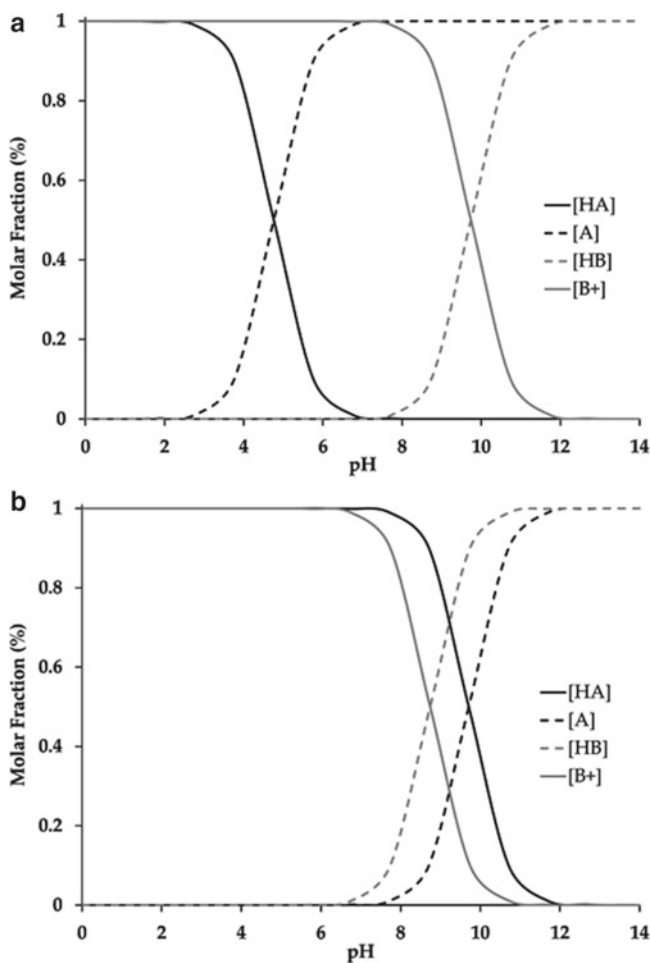 a
1
0.8
0.6
0.4
0.2
0
Molar Fraction (%)
[HA]
[A]
[HB]
[B+]
0 2 4 6 8 10 12 14
pH
b
1
0.8
0.6
0.4
0.2
0
Molar Fraction (%)
[HA]
[A]
[HB]
[B+]
0 2 4 6 8 10 12 14
pH